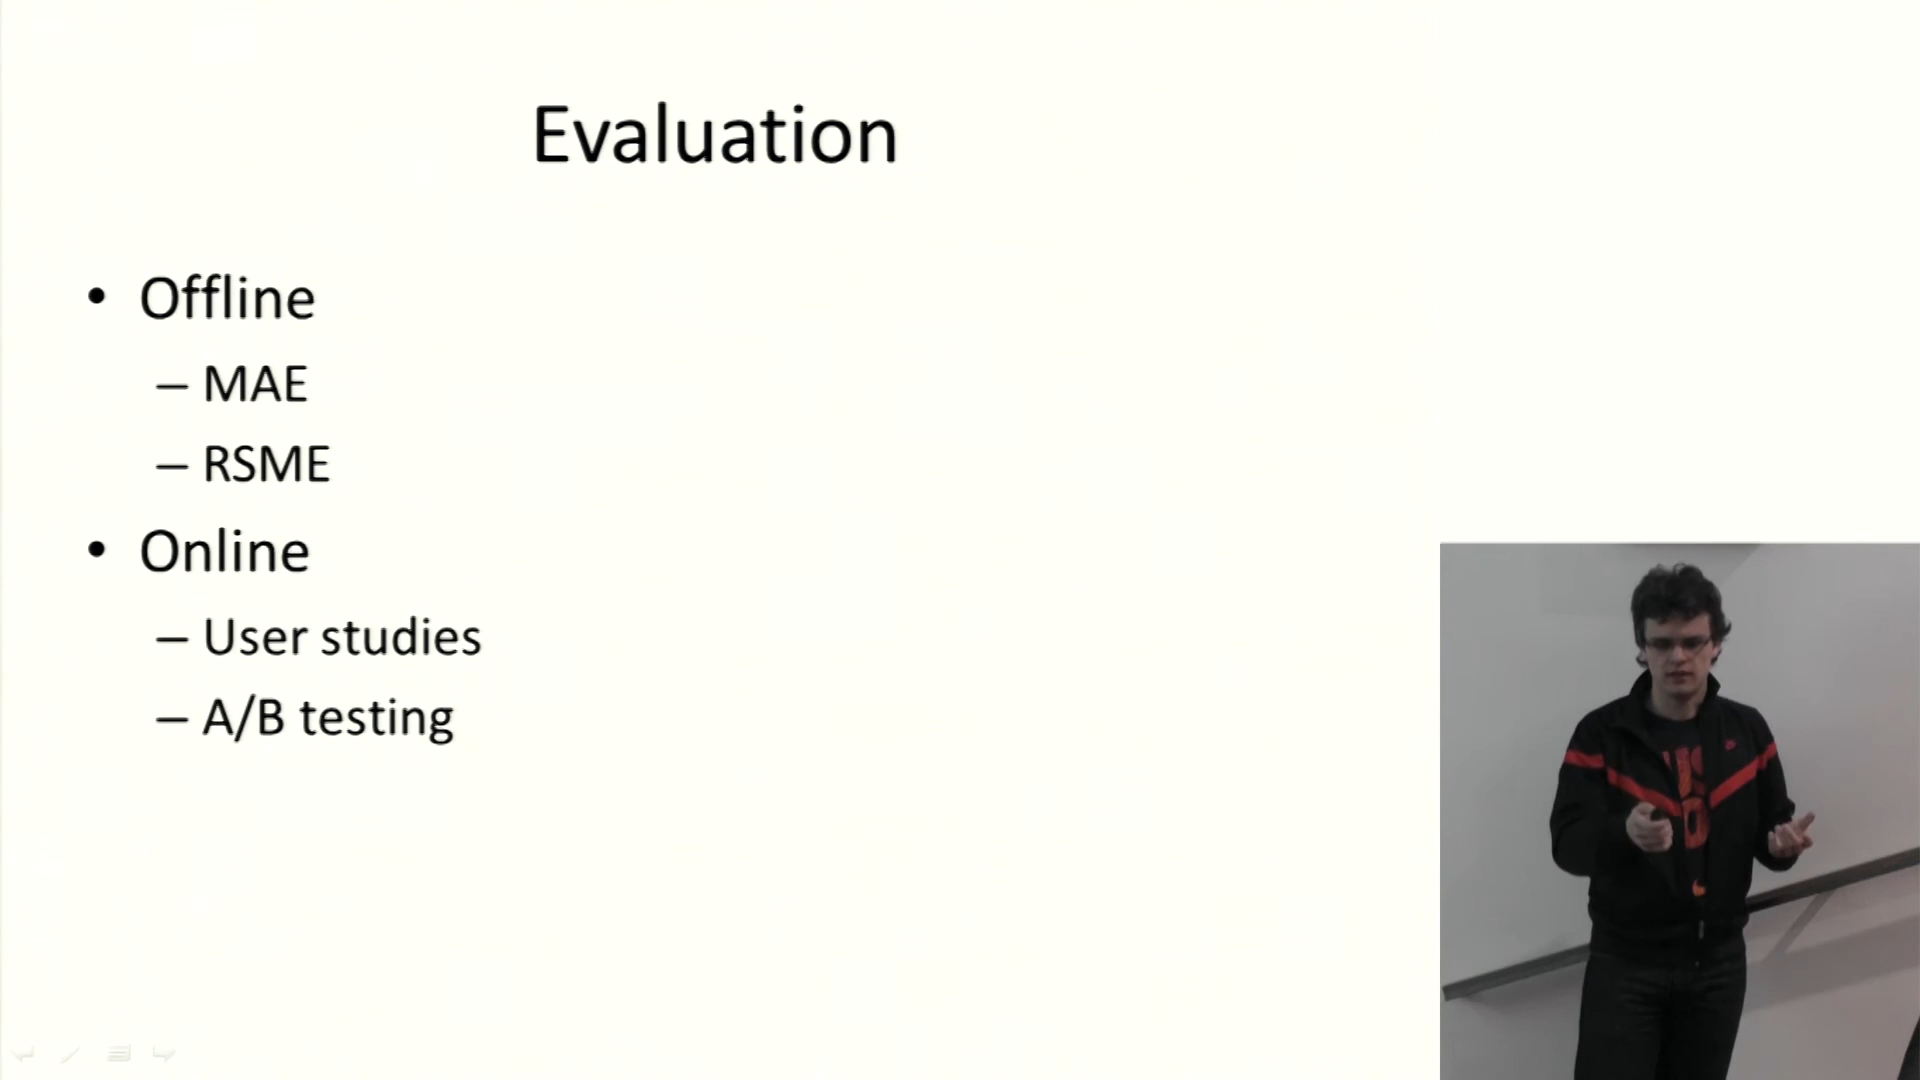 Evaluation
• Offline
– MAE
– RSME
• Online
– User studies
– A/B testing